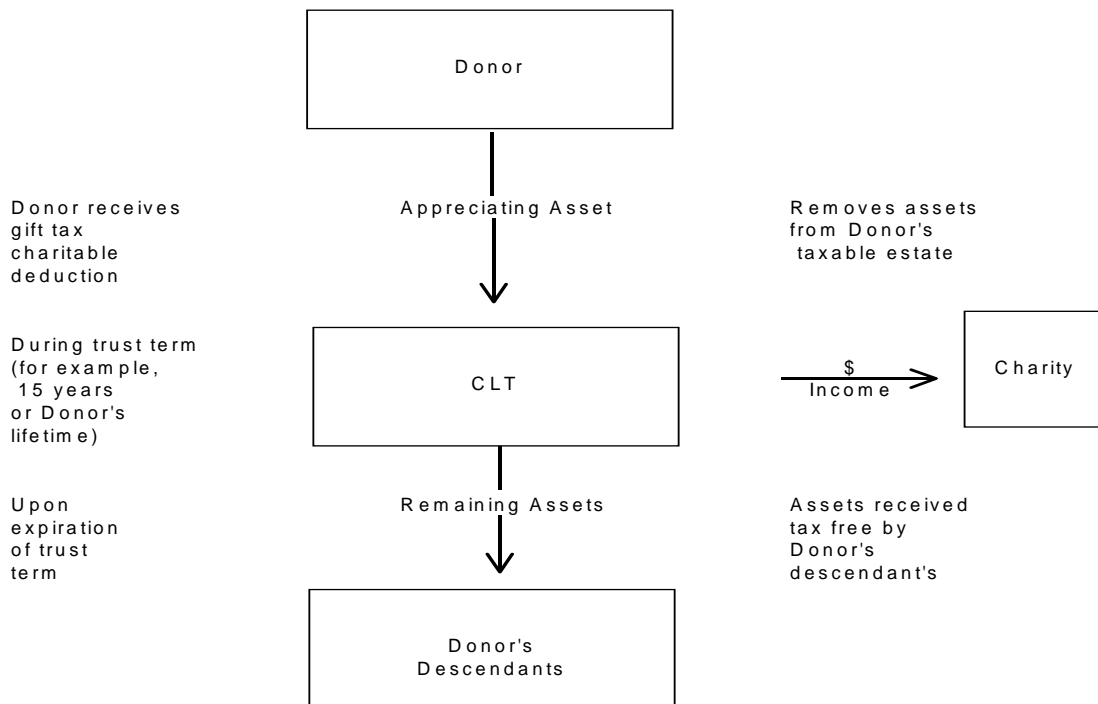 Donor
Donor receives
gift tax
charitable
deduction
Appreciating Asset
Removes assets
from Donor's
taxable estate
During trust term
(for example,
15 years
or Donor's
lifetime)
CLT
$
Income
Charity
Upon
expiration
of trust
term
Remaining Assets
Assets received
tax free by
Donor's
descendant's
Donor's
Descendants